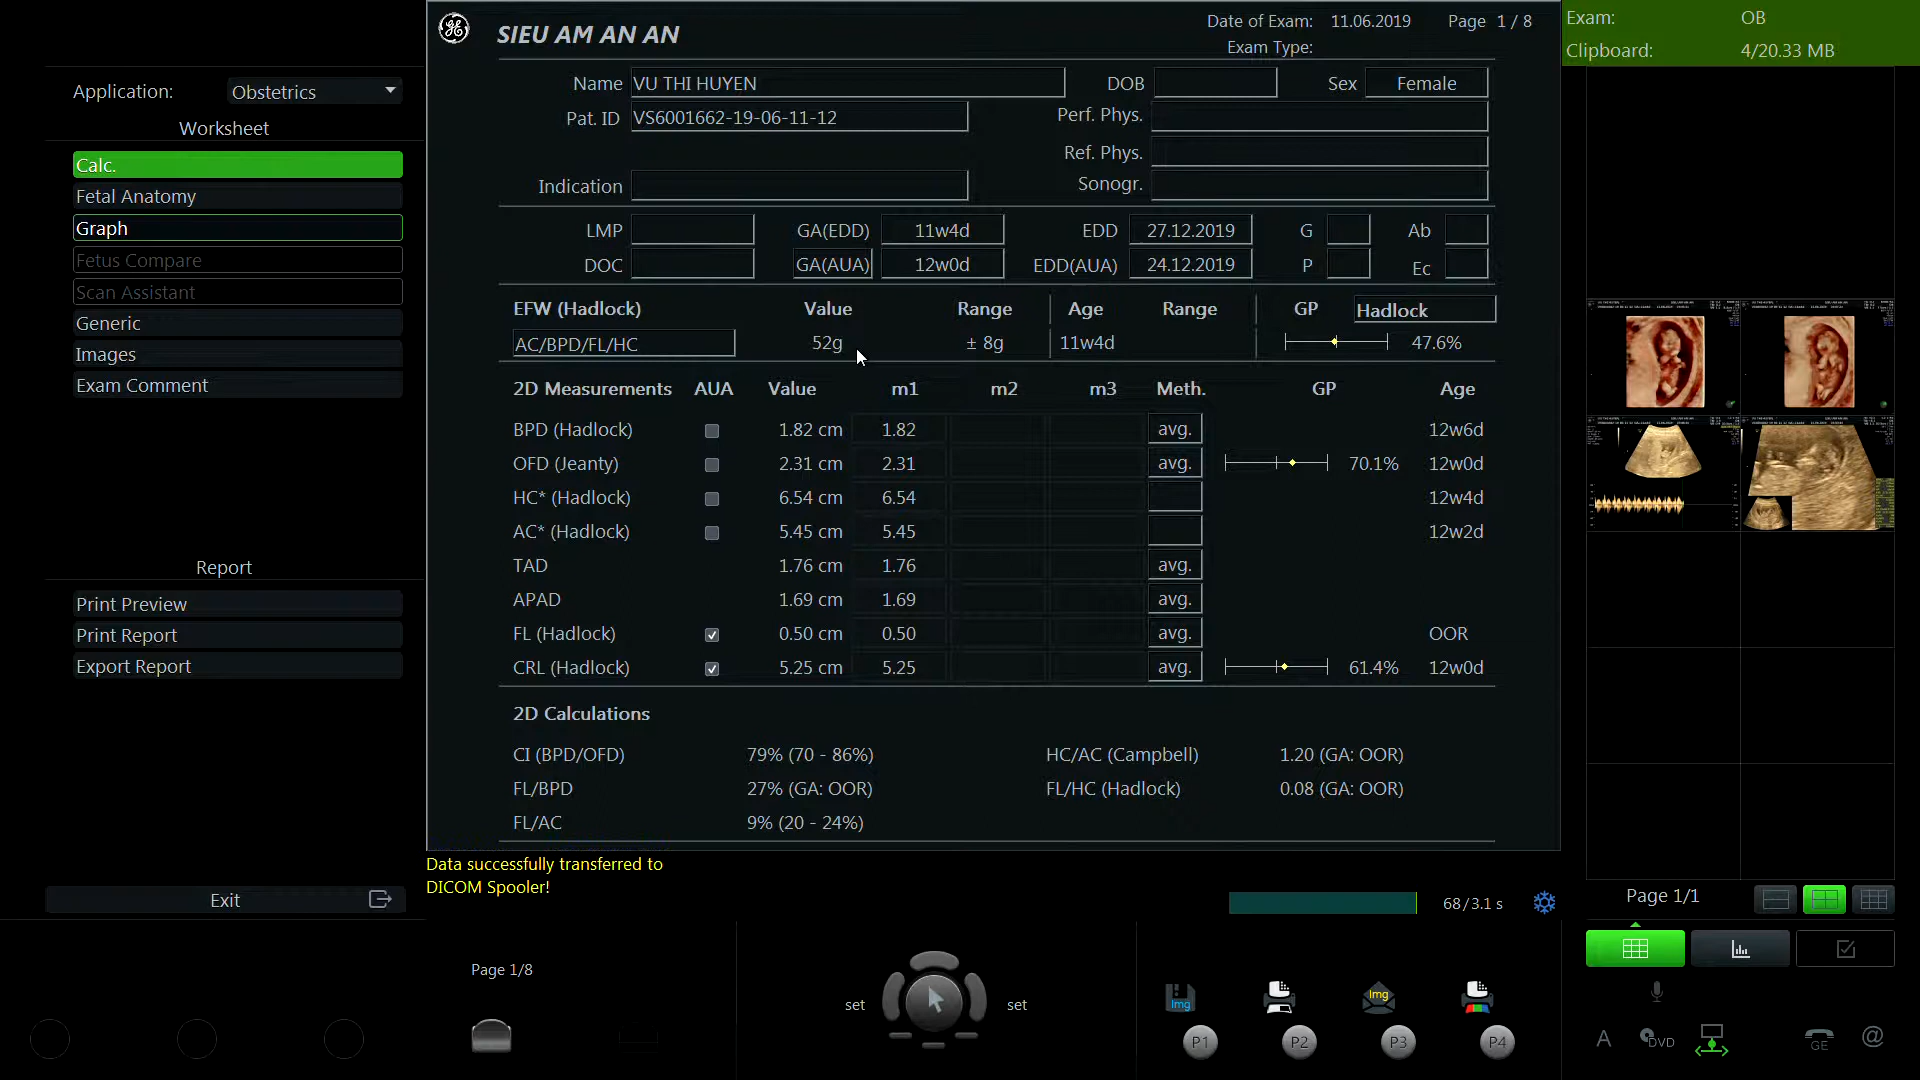 SIEU AM AN AN
Date of Exam: 11.06.2019 Page 1 / 8
Exam Type:
Exam: OB
Clipboard: 4/20.33 MB
Application: Obstetrics
Worksheet
Calc.
Fetal Anatomy
Graph
Fetus Compare
Scan Assistant
Generic
Images
Exam Comment
Report
Print Preview
Print Report
Export Report
Exit
Name VU THI HUYEN DOB Sex Female
Pat. ID VS6001662-19-06-11-12 Perf. Phys.
Ref. Phys.
Indication Sonogr.
LMP GA(EDD) 11w4d EDD 27.12.2019 G Ab
DOC GA(AUA) 12w0d EDD(AUA) 24.12.2019 P Ec
EFW (Hadlock) Value Range Age Range GP Hadlock
AC/BPD/FL/HC 52g ± 8g 11w4d 47.6%
2D Measurements AUA Value m1 m2 m3 Meth. GP Age
BPD (Hadlock) 1.82 cm 1.82 avg. 12w6d
OFD (Jeanty) 2.31 cm 2.31 avg. 70.1% 12w0d
HC* (Hadlock) 6.54 cm 6.54 12w4d
AC* (Hadlock) 5.45 cm 5.45 12w2d
TAD 1.76 cm 1.76 avg.
APAD 1.69 cm 1.69 avg.
FL (Hadlock) 0.50 cm 0.50 avg. OOR
CRL (Hadlock) 5.25 cm 5.25 avg. 61.4% 12w0d
2D Calculations
CI (BPD/OFD) 79% (70 - 86%) HC/AC (Campbell) 1.20 (GA: OOR)
FL/BPD 27% (GA: OOR) FL/HC (Hadlock) 0.08 (GA: OOR)
FL/AC 9% (20 - 24%)
Data successfully transferred to
DICOM Spooler!
68/3.1 s
Page 1/1
Page 1/8
set set
Img Img
P1 P2 P3 P4
A DVD GE @